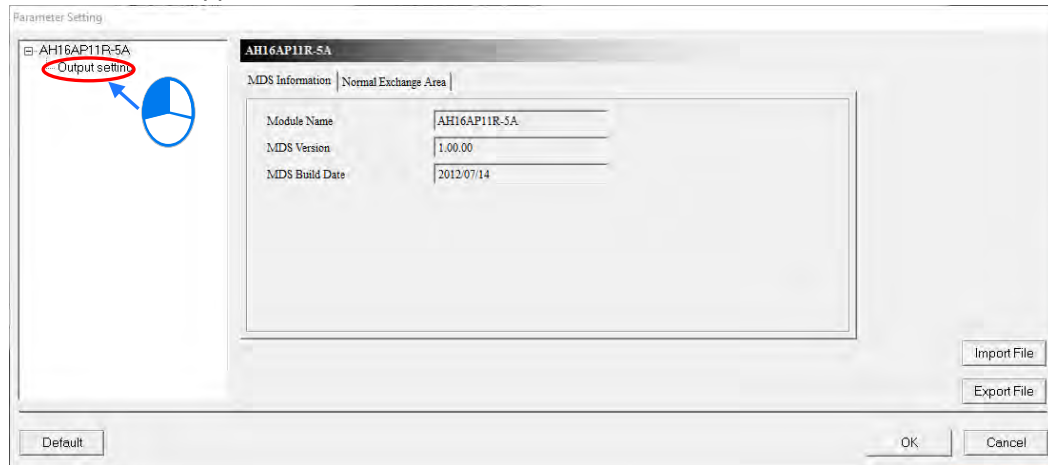 Parameter Setting
AH16AP11R-5A
Output setting
AH16AP11R-5A
MDS Information
Normal Exchange Area
Module Name
AH16AP11R-5A
MDS Version
1.00.00
MDS Build Date
2012/07/14
Import File
Export File
Default
OK
Cancel